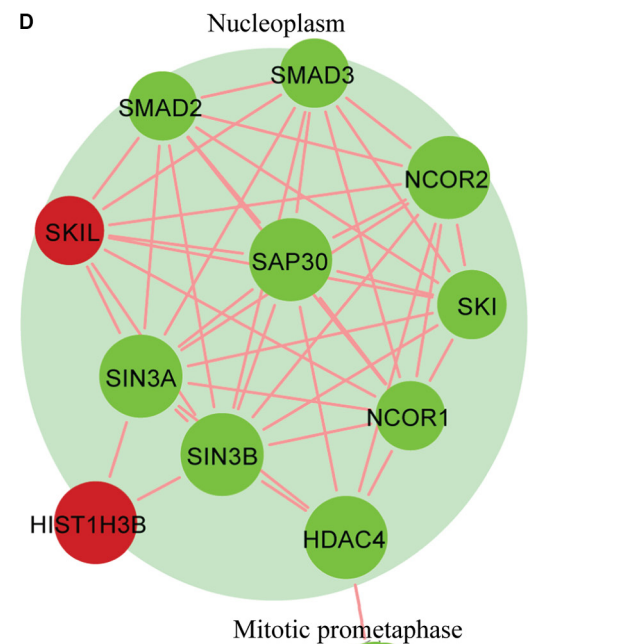 D
Nucleoplasm
SMAD3
SMAD2
NCOR2
SKIL
SAP30
SKI
SIN3A
NCOR1
SIN3B
HIST1H3B
HDAC4
Mitotic prometaphase